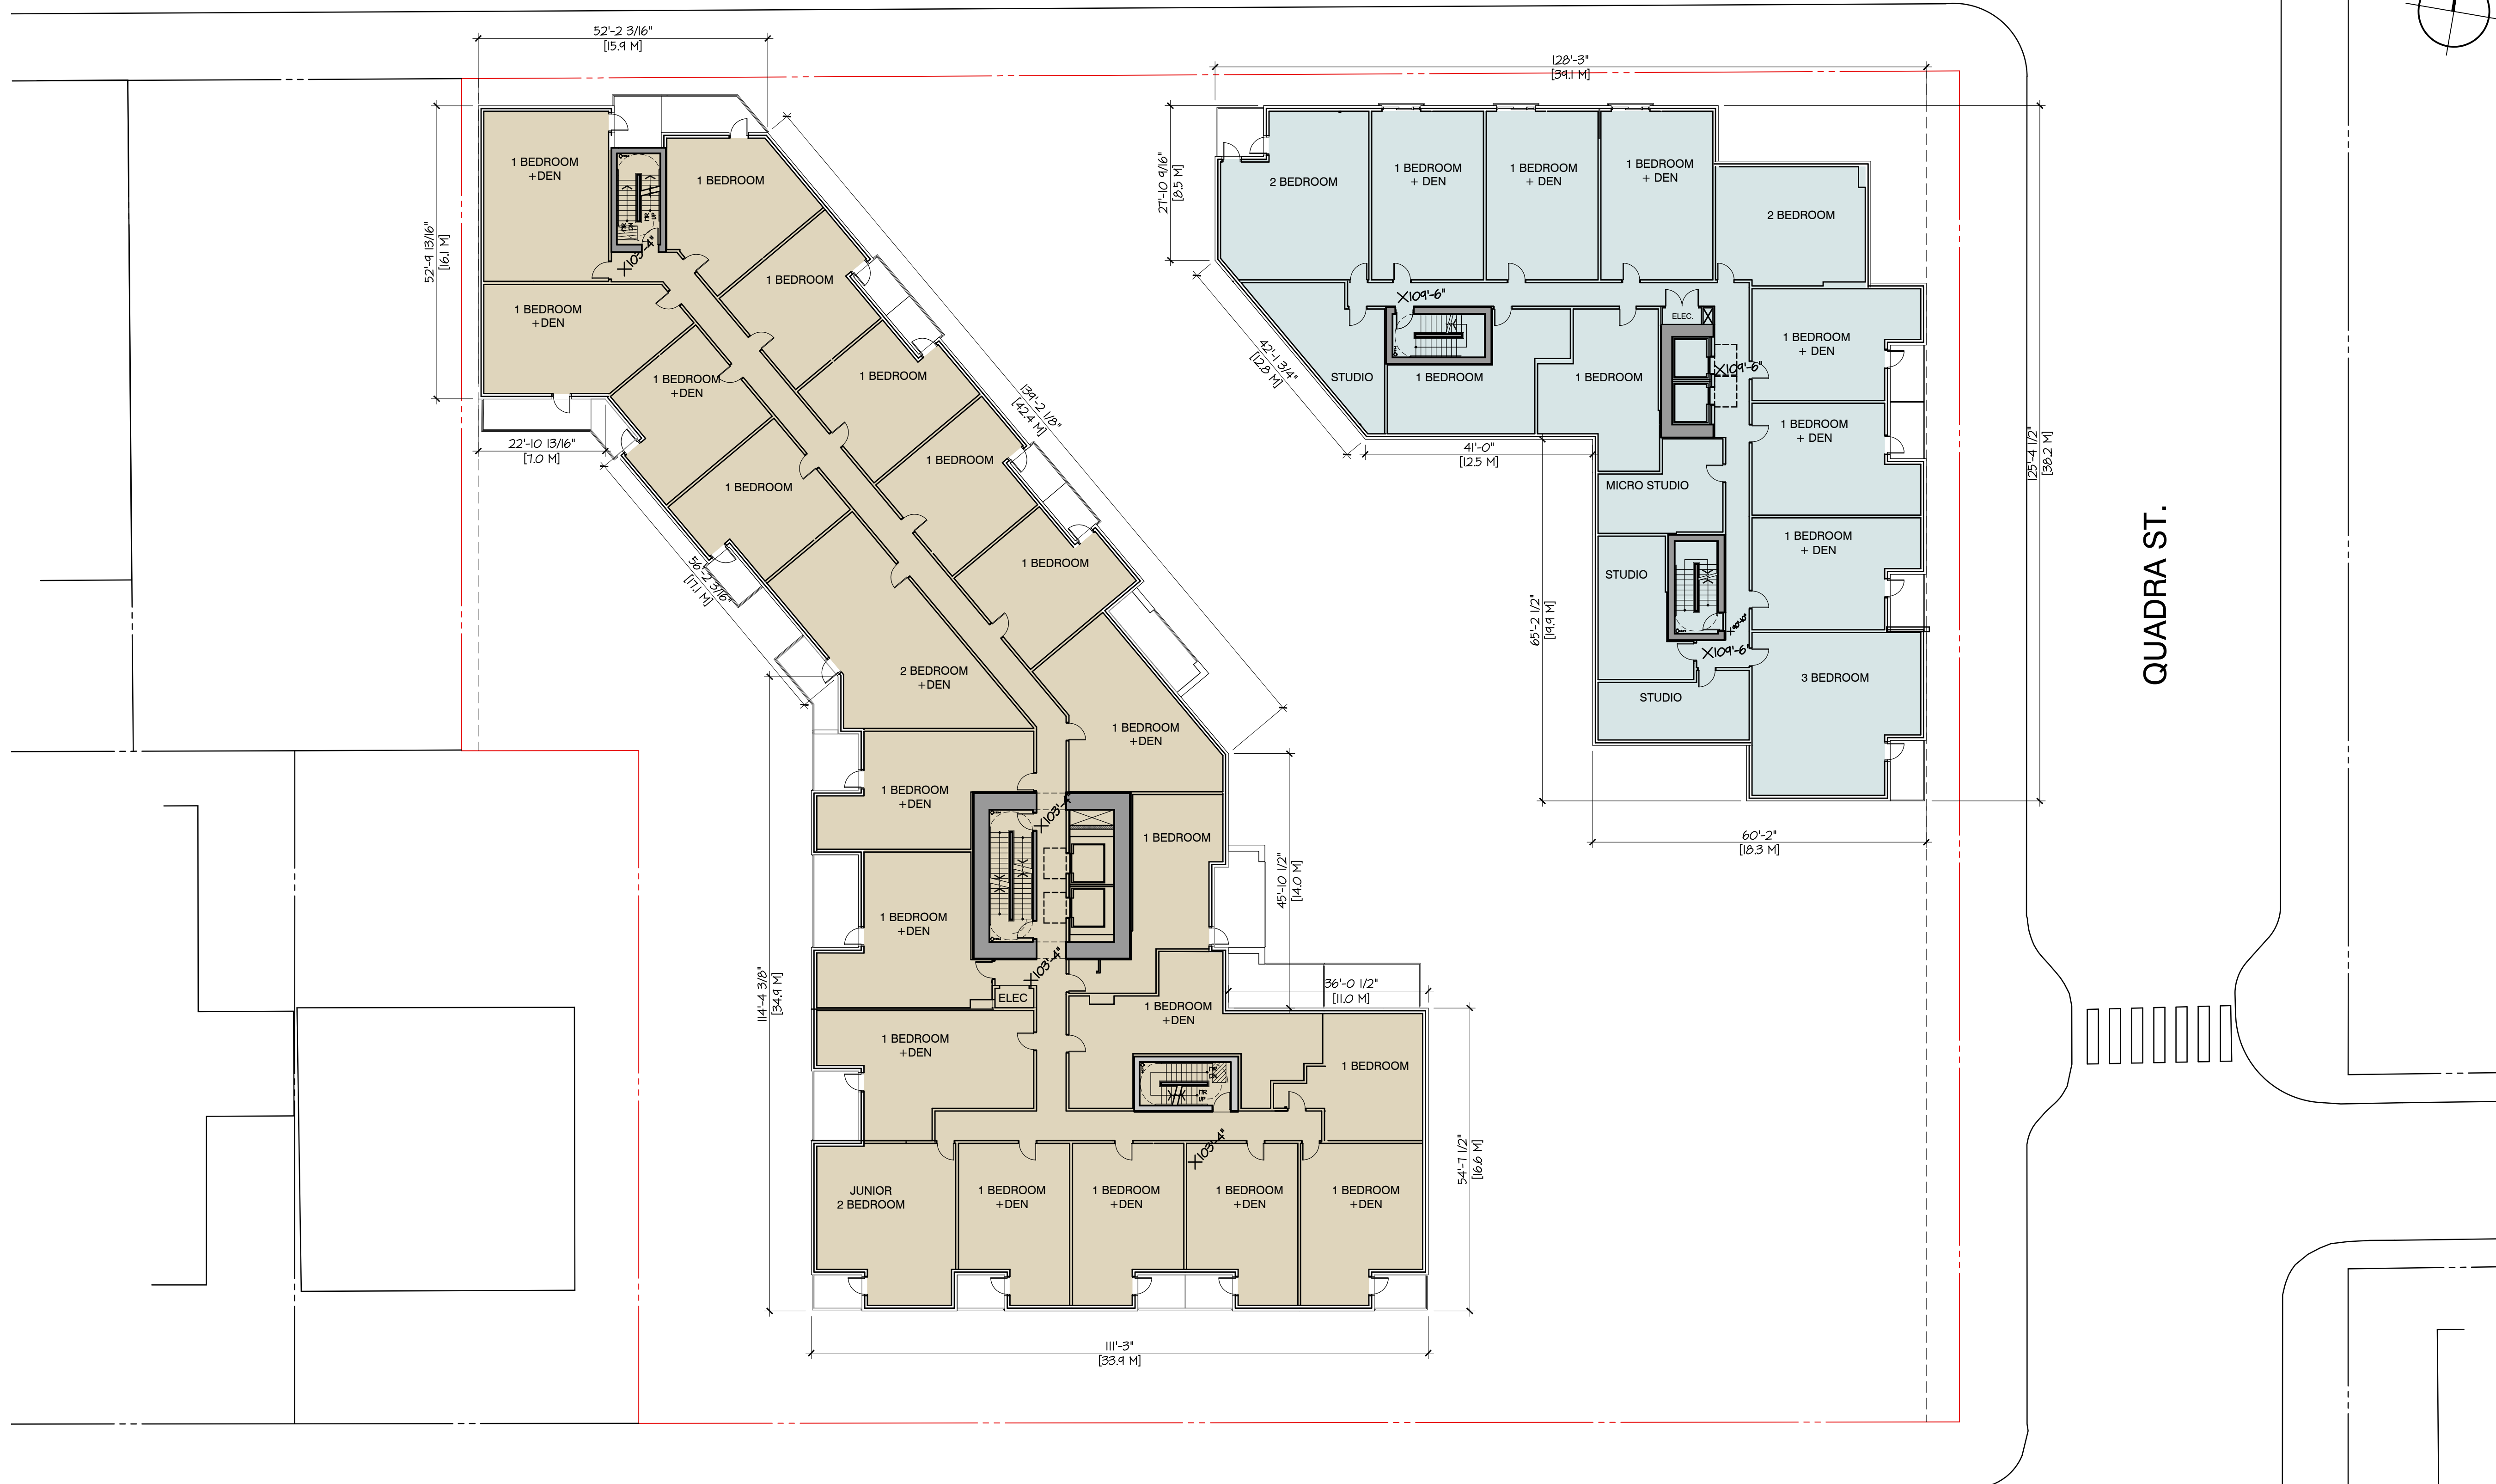 52'-2 3/16"
[15.9 M]
128'-3"
[39.1 M]
52'-9 13/16"
[16.1 M]
1 BEDROOM
+DEN
1 BEDROOM
1 BEDROOM
+DEN
1 BEDROOM
1 BEDROOM
+DEN
1 BEDROOM
1 BEDROOM
1 BEDROOM
1 BEDROOM
139'-2 1/8"
[42.4 M]
22'-10 13/16"
[7.0 M]
56'-2 3/16"
[17.1 M]
2 BEDROOM
+DEN
1 BEDROOM
+DEN
1 BEDROOM
+DEN
1 BEDROOM
1 BEDROOM
+DEN
ELEC
103'-4"
1 BEDROOM
+DEN
1 BEDROOM
+DEN
1 BEDROOM
JUNIOR
2 BEDROOM
1 BEDROOM
+DEN
1 BEDROOM
+DEN
1 BEDROOM
+DEN
1 BEDROOM
+DEN
103'-4"
UP
UP
114'-4 3/8"
[34.9 M]
45'-10 1/2"
[14.0 M]
36'-0 1/2"
[11.0 M]
54'-7 1/2"
[16.6 M]
111'-3"
[33.9 M]
27'-10 9/16"
[8.5 M]
2 BEDROOM
1 BEDROOM
+ DEN
1 BEDROOM
+ DEN
1 BEDROOM
+ DEN
2 BEDROOM
109'-6"
ELEC.
1 BEDROOM
+ DEN
109'-6"
STUDIO
1 BEDROOM
1 BEDROOM
42'-1 3/4"
[12.8 M]
41'-0"
[12.5 M]
1 BEDROOM
+ DEN
MICRO STUDIO
1 BEDROOM
+ DEN
STUDIO
109'-6"
STUDIO
3 BEDROOM
65'-2 1/2"
[19.9 M]
125'-4 1/2"
[38.2 M]
60'-2"
[18.3 M]
QUADRA ST.